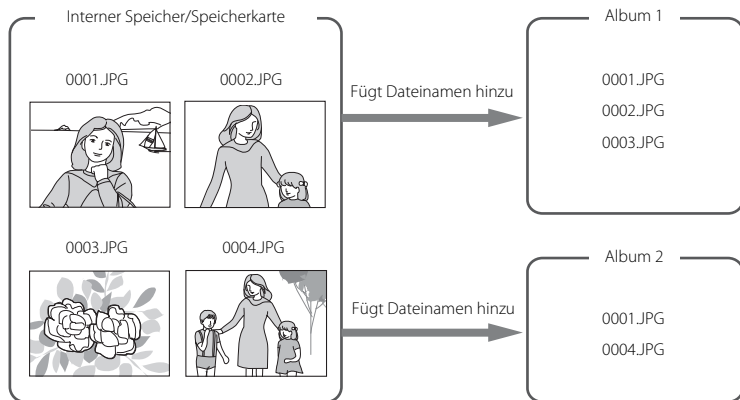 Interner Speicher/Speicherkarte
0001.JPG
0002.JPG
0003.JPG
0004.JPG
Fügt Dateinamen hinzu
Album 1
0001.JPG
0002.JPG
0003.JPG
Fügt Dateinamen hinzu
Album 2
0001.JPG
0004.JPG